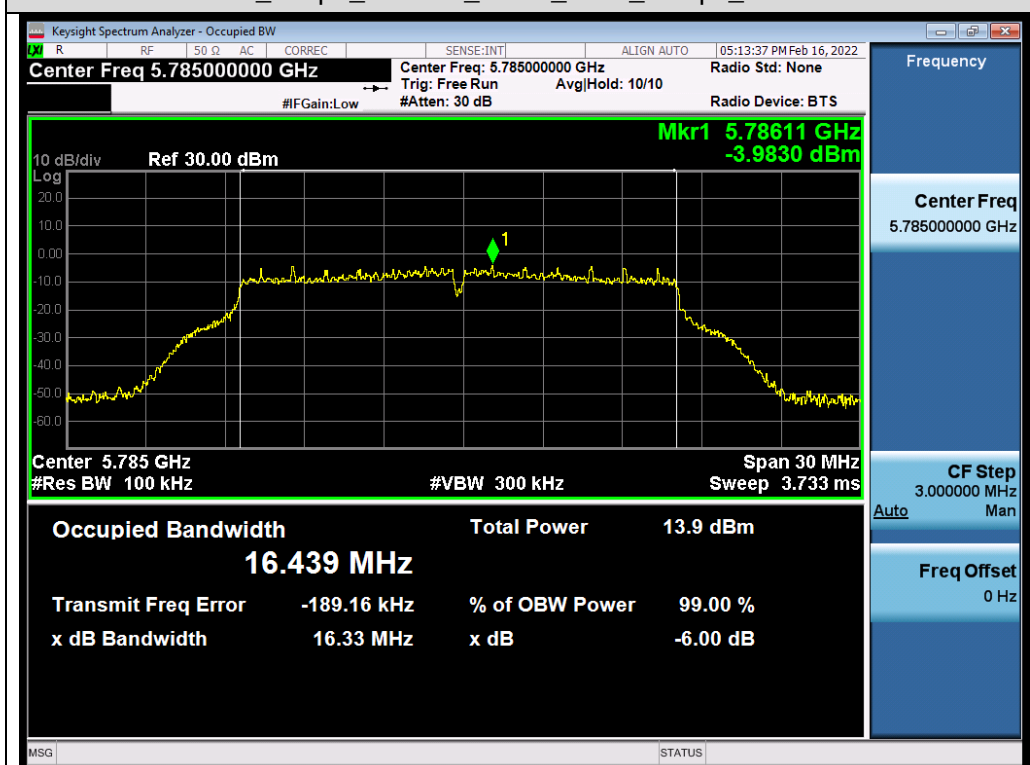 Keysight Spectrum Analyzer - Occupied BW
LXI R RF 50 Ω AC CORREC SENSE:INT ALIGN AUTO 05:13:37 PM Feb 16, 2022
Center Freq 5.785000000 GHz
Center Freq: 5.785000000 GHz
Radio Std: None
Trig: Free Run Avg|Hold: 10/10
#IFGain:Low
#Atten: 30 dB
Radio Device: BTS
Mkr1 5.78611 GHz
-3.9830 dBm
10 dB/div Ref 30.00 dBm
Log
20.0
10.0
0.00
-10.0
-20.0
-30.0
-40.0
-50.0
-60.0
1
Center 5.785 GHz Span 30 MHz
#Res BW 100 kHz #VBW 300 kHz Sweep 3.733 ms
Occupied Bandwidth Total Power 13.9 dBm
16.439 MHz
Transmit Freq Error -189.16 kHz % of OBW Power 99.00 %
x dB Bandwidth 16.33 MHz x dB -6.00 dB
Frequency
Center Freq
5.785000000 GHz
CF Step
3.000000 MHz
Auto Man
Freq Offset
0 Hz
MSG STATUS